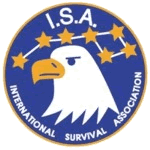 I.S.A.
INTERNATIONAL SURVIVAL ASSOCIATION